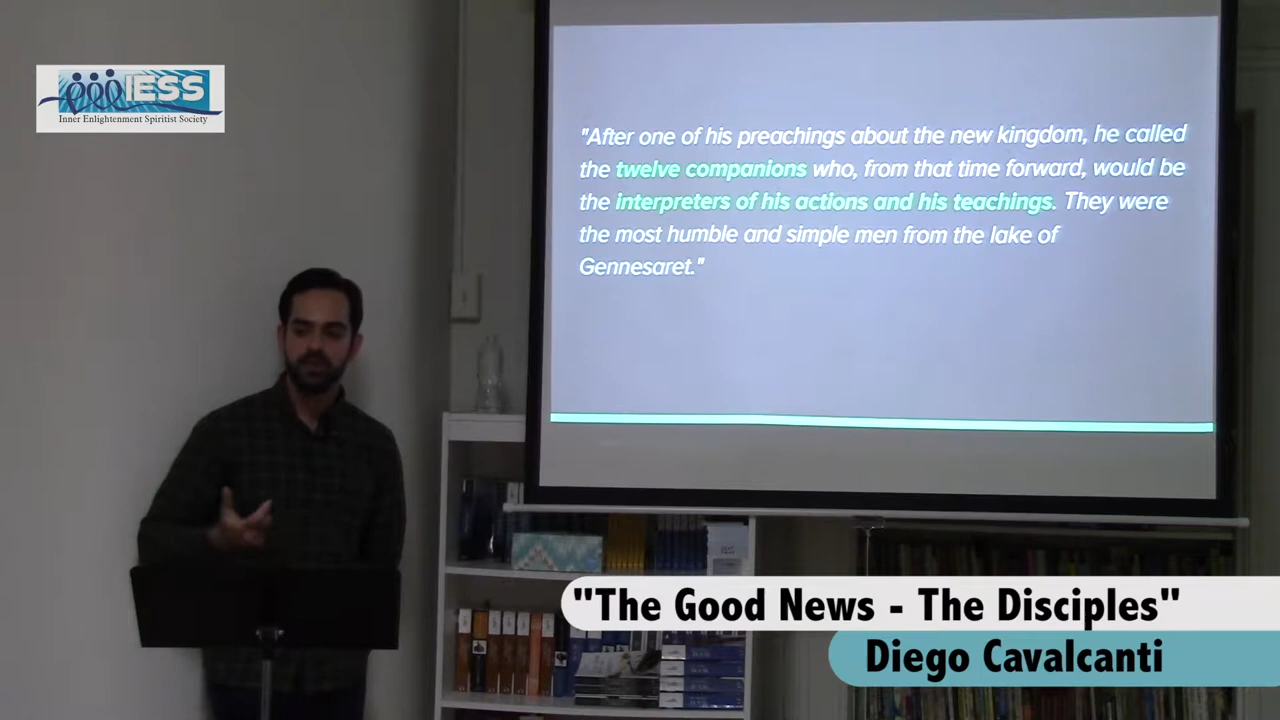 IESS
Inner Enlightenment Spiritist Society
"After one of his preachings about the new kingdom, he called
the twelve companions who, from that time forward, would be
the interpreters of his actions and his teachings. They were
the most humble and simple men from the lake of
Gennesaret."
"The Good News - The Disciples"
Diego Cavalcanti